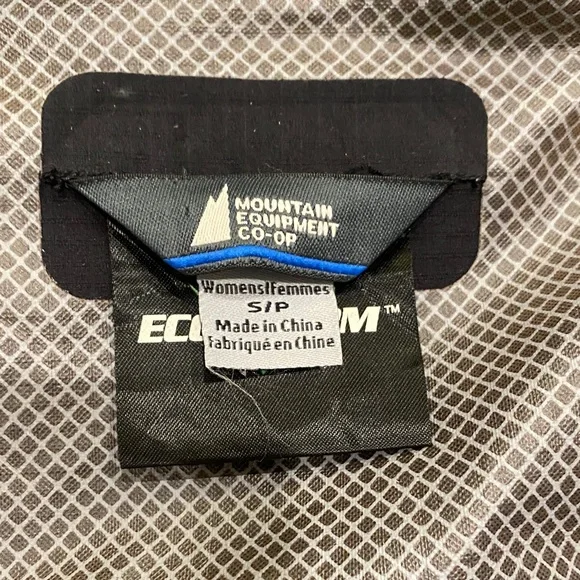 MOUNTAIN
EQUIPMENT
CO-OP
Womens/Femmes
S/P
Made in China
Fabriqué en Chine